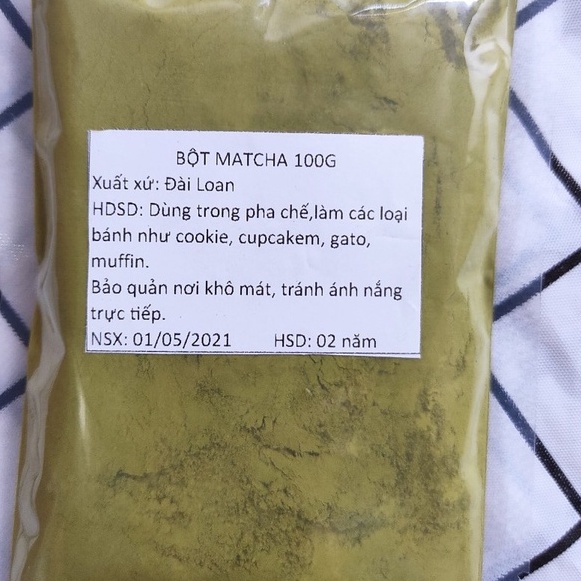 BỘT MATCHA 100G
Xuất xứ: Đài Loan
HDSD: Dùng trong pha chế,làm các loại
bánh như cookie, cupcakem, gato,
muffin.
Bảo quản nơi khô mát, tránh ánh nắng
trực tiếp.
NSX: 01/05/2021 HSD: 02 năm